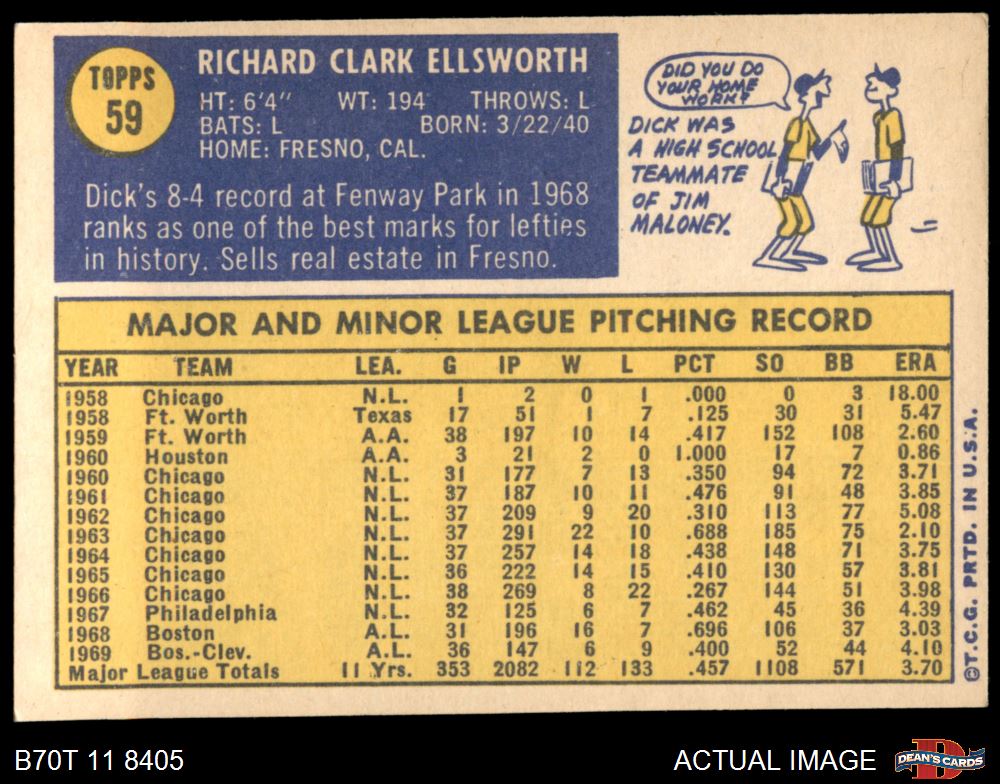 TOPPS
59
RICHARD CLARK ELLSWORTH
HT: 6'4" WT: 194 THROWS: L
BATS: L BORN: 3/22/40
HOME: FRESNO, CAL.
Dick's 8-4 record at Fenway Park in 1968
ranks as one of the best marks for lefties
in history. Sells real estate in Fresno.
DID YOU DO
YOUR HOME
WORK?
DICK WAS
A HIGH SCHOOL
TEAMMATE
OF JIM
MALONEY.
MAJOR AND MINOR LEAGUE PITCHING RECORD
YEAR TEAM LEA. G IP W L PCT SO BB ERA
1958 Chicago N.L. 1 2 0 1 .000 0 3 18.00
1958 Ft. Worth Texas 17 51 1 7 .125 30 31 5.47
1959 Ft. Worth A.A. 38 197 10 14 .417 152 108 2.60
1960 Houston A.A. 3 21 2 0 1.000 17 7 0.86
1960 Chicago N.L. 31 177 7 13 .350 94 72 3.71
1961 Chicago N.L. 37 187 10 11 .476 91 48 3.85
1962 Chicago N.L. 37 209 9 20 .310 113 77 5.08
1963 Chicago N.L. 37 291 22 10 .688 185 75 2.10
1964 Chicago N.L. 37 257 14 18 .438 148 71 3.75
1965 Chicago N.L. 36 222 14 15 .410 130 57 3.81
1966 Chicago N.L. 38 269 8 22 .267 144 51 3.98
1967 Philadelphia N.L. 32 125 6 7 .462 45 36 4.39
1968 Boston A.L. 31 196 16 7 .696 106 37 3.03
1969 Bos.-Clev. A.L. 36 147 6 9 .400 52 44 4.10
Major League Totals 11 Yrs. 353 2082 112 133 .457 1108 571 3.70
©T.C.G. PRTD. IN U.S.A.
B70T 11 8405
ACTUAL IMAGE
D
DEAN'S CARDS